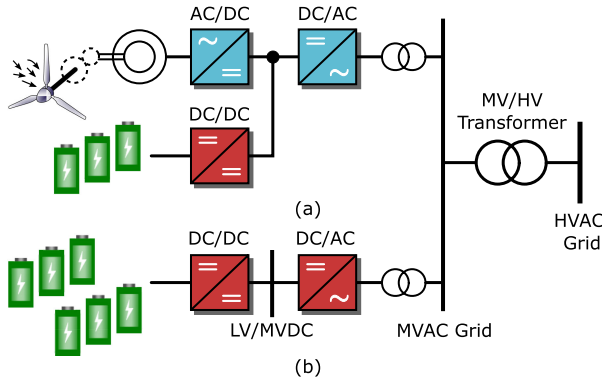 AC/DC
DC/AC
DC/DC
MV/HV
Transformer
(a)
HVAC
Grid
DC/DC
DC/AC
LV/MVDC
MVAC Grid
(b)